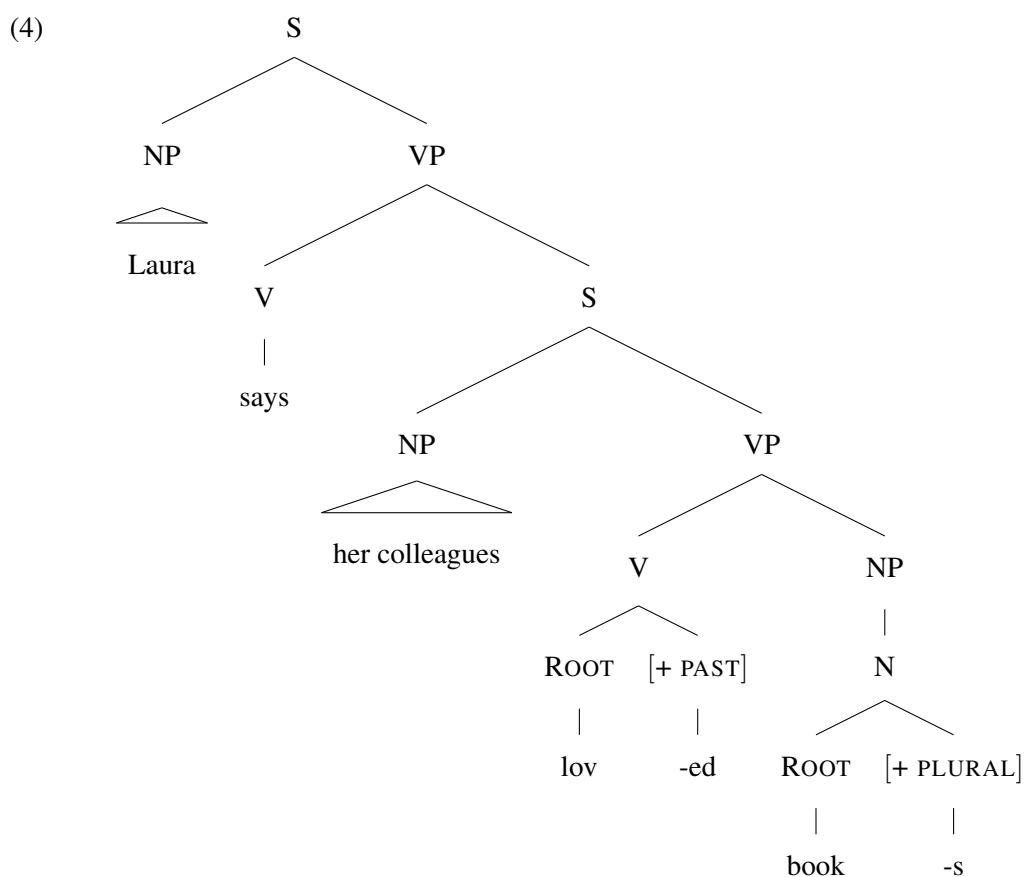 (4) S
NP VP
Laura
V S
says
NP VP
her colleagues
V NP
ROOT [+ PAST] N
lov -ed ROOT [+ PLURAL]
book -s